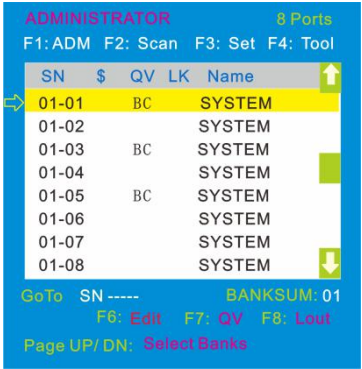 ADMINISTRATOR 8 Ports
F1: ADM F2: Scan F3: Set F4: Tool
SN $ QV LK Name
01-01 BC SYSTEM
01-02 SYSTEM
01-03 BC SYSTEM
01-04 SYSTEM
01-05 BC SYSTEM
01-06 SYSTEM
01-07 SYSTEM
01-08 SYSTEM
GoTo SN ----- BANKSUM: 01
F6: Edit F7: QV F8: Lout
Page UP/ DN: Select Banks